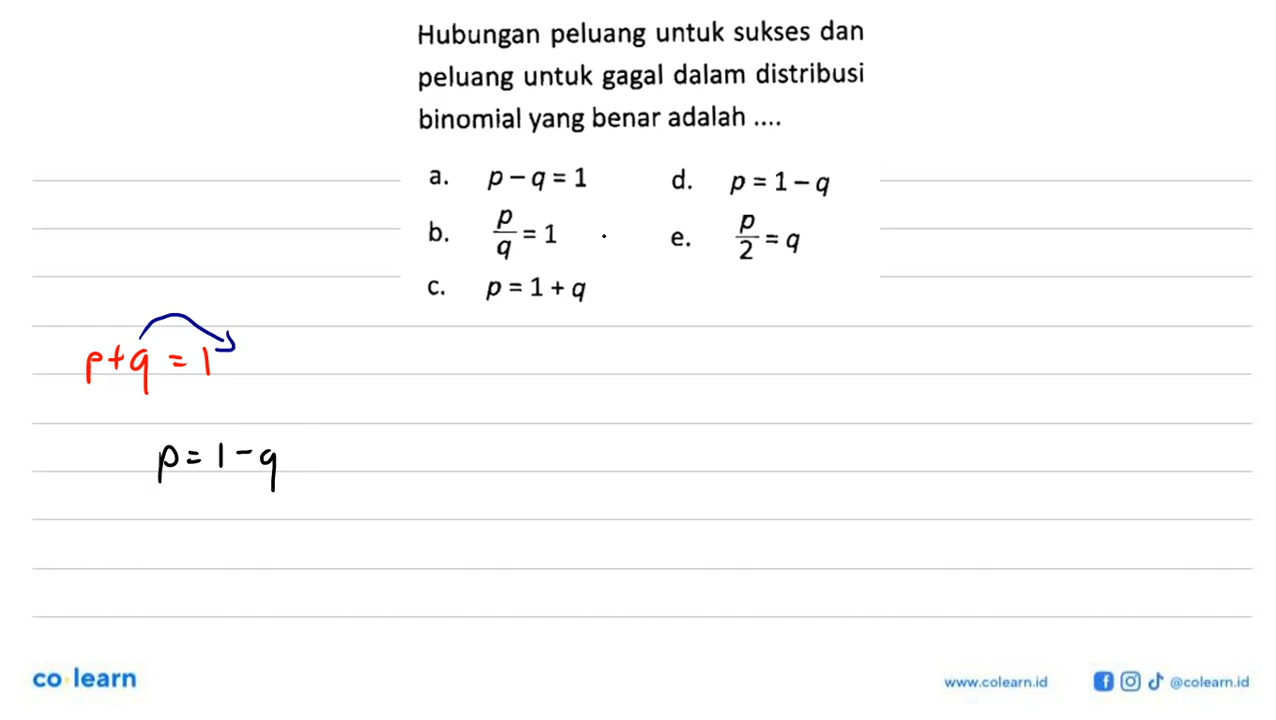 Hubungan peluang untuk sukses dan
peluang untuk gagal dalam distribusi
binomial yang benar adalah ....
a. p – q = 1
b. p/q = 1
c. p = 1 + q
d. p = 1 – q
e. p/2 = q
p + q = 1
p = 1 - q
co learn
www.colearn.id
@colearn.id